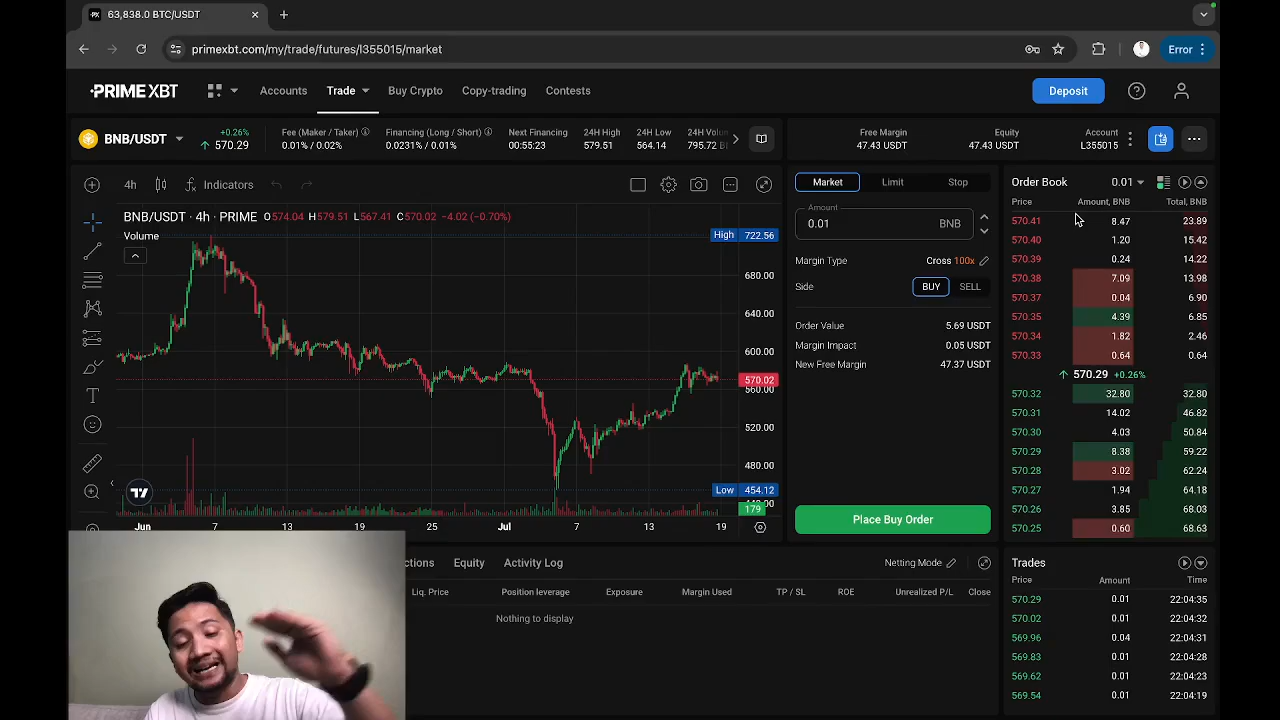 63,838.0 BTC/USDT
primexbt.com/my/trade/futures/l355015/market
Error
PRIME XBT
Accounts
Trade
Buy Crypto
Copy-trading
Contests
Deposit
BNB/USDT
+0.26%
570.29
Fee (Maker / Taker)
0.01% / 0.02%
Financing (Long / Short)
0.0231% / 0.01%
Next Financing
00:55:23
24H High
579.51
24H Low
564.14
24H Volu
795.72 B
Free Margin
47.43 USDT
Equity
47.43 USDT
Account
L355015
4h
Indicators
BNB/USDT · 4h · PRIME O574.04 H579.51 L567.41 C570.02 -4.02 (-0.70%)
Volume
High 722.56
680.00
640.00
600.00
570.02
560.00
520.00
480.00
Low 454.12
179
Jun
7
13
19
25
Jul
7
13
19
Market
Limit
Stop
Amount
0.01
BNB
Margin Type
Cross 100x
Side
BUY
SELL
Order Value 5.69 USDT
Margin Impact 0.05 USDT
New Free Margin 47.37 USDT
Place Buy Order
Order Book
0.01
Price Amount, BNB Total, BNB
570.41 8.47 23.89
570.40 1.20 15.42
570.39 0.24 14.22
570.38 7.09 13.98
570.37 0.04 6.90
570.35 4.39 6.85
570.34 1.82 2.46
570.33 0.64 0.64
570.29 +0.26%
570.32 32.80 32.80
570.31 14.02 46.82
570.30 4.03 50.84
570.29 8.38 59.22
570.28 3.02 62.24
570.27 1.94 64.18
570.26 3.85 68.03
570.25 0.60 68.63
ctions
Equity
Activity Log
Netting Mode
Liq. Price
Position leverage
Exposure
Margin Used
TP / SL
ROE
Unrealized P/L
Close
Nothing to display
Trades
Price Amount Time
570.29 0.01 22:04:35
570.02 0.01 22:04:32
569.96 0.04 22:04:31
569.83 0.01 22:04:28
569.62 0.01 22:04:23
569.54 0.01 22:04:19